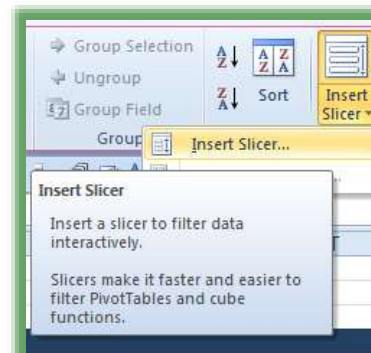 Group Selection
Ungroup
Group Field
Group
A
Z
Z
A
A Z
Z A
Sort
Insert
Slicer
Insert Slicer...
Insert Slicer
Insert a slicer to filter data
interactively.
Slicers make it faster and easier to
filter PivotTables and cube
functions.